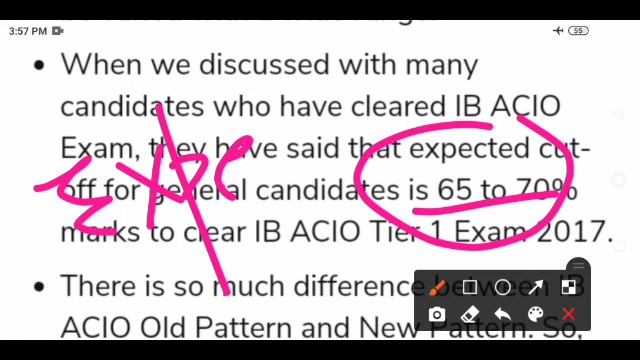 3:57 PM
55
• When we discussed with many
candidates who have cleared IB ACIO
Exam, they have said that expected cut-
off for general candidates is 65 to 70%
marks to clear IB ACIO Tier 1 Exam 2017.
Expe
• There is so much difference between IB
ACIO Old Pattern and New Pattern. So,